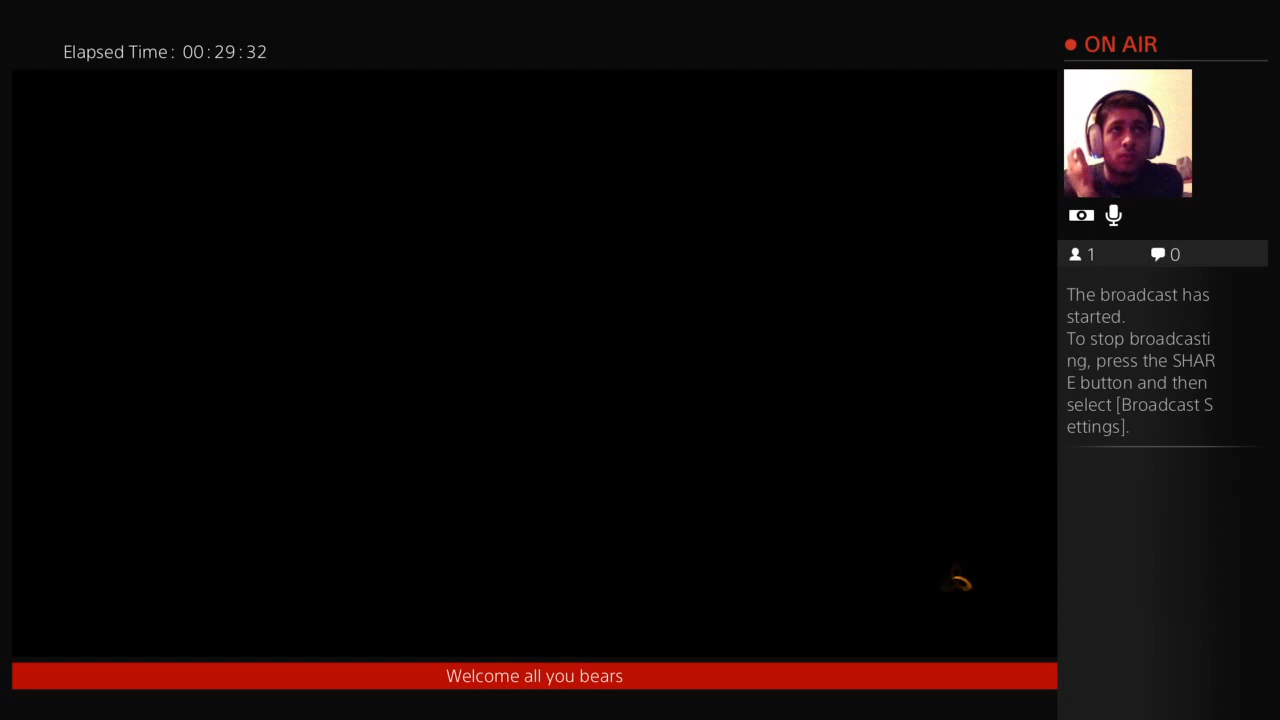 Elapsed Time: 00:29:32
ON AIR
1 0
The broadcast has
started.
To stop broadcasti
ng, press the SHAR
E button and then
select [Broadcast S
ettings].
Welcome all you bears